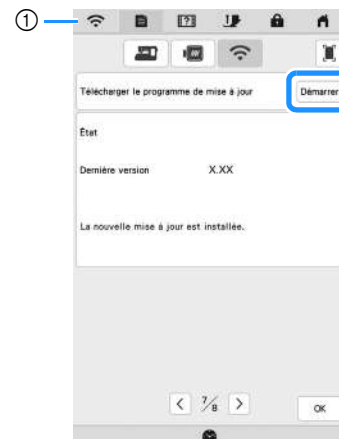 ①
Télécharger le programme de mise à jour
Démarrer
État
Dernière version X.XX
La nouvelle mise à jour est installée.
< 7/8 >
OK